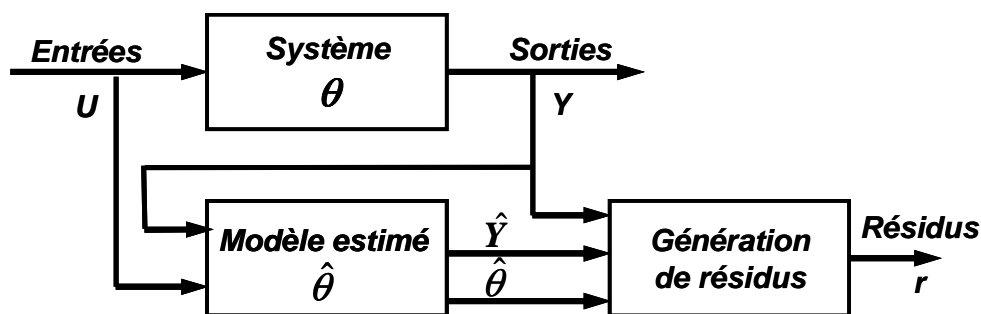 Entrées
U
Système
θ
Sorties
Y
Modèle estimé
θ̂
Ŷ
θ̂
Génération
de résidus
Résidus
r